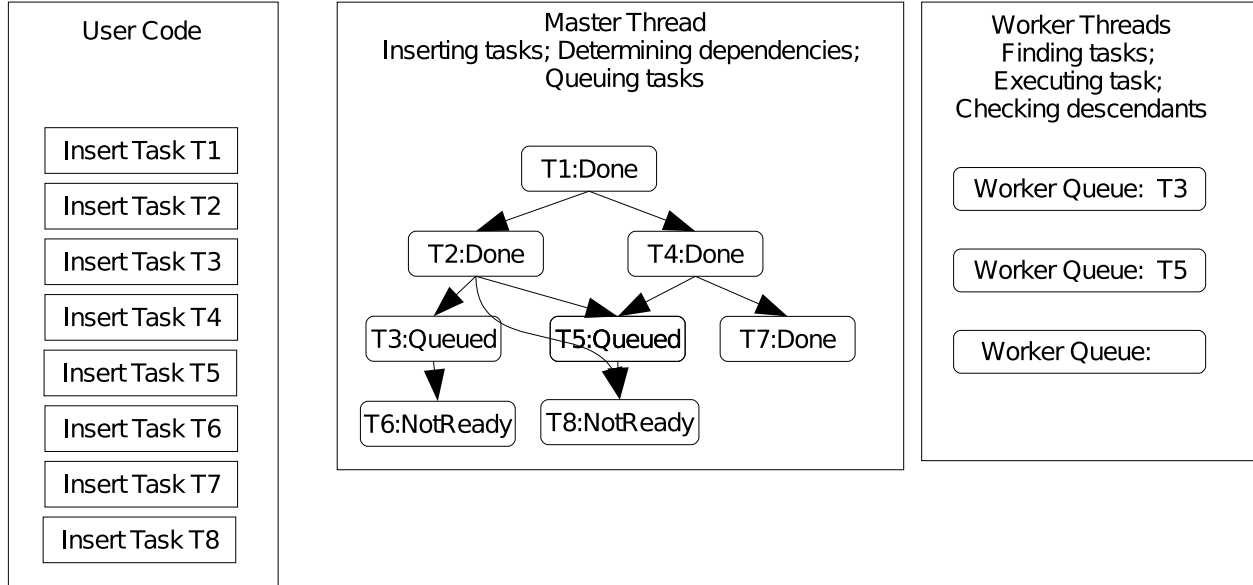 User Code
Insert Task T1
Insert Task T2
Insert Task T3
Insert Task T4
Insert Task T5
Insert Task T6
Insert Task T7
Insert Task T8
Master Thread
Inserting tasks; Determining dependencies;
Queuing tasks
T1:Done
T2:Done
T4:Done
T3:Queued
T5:Queued
T7:Done
T6:NotReady
T8:NotReady
Worker Threads
Finding tasks;
Executing task;
Checking descendants
Worker Queue: T3
Worker Queue: T5
Worker Queue: